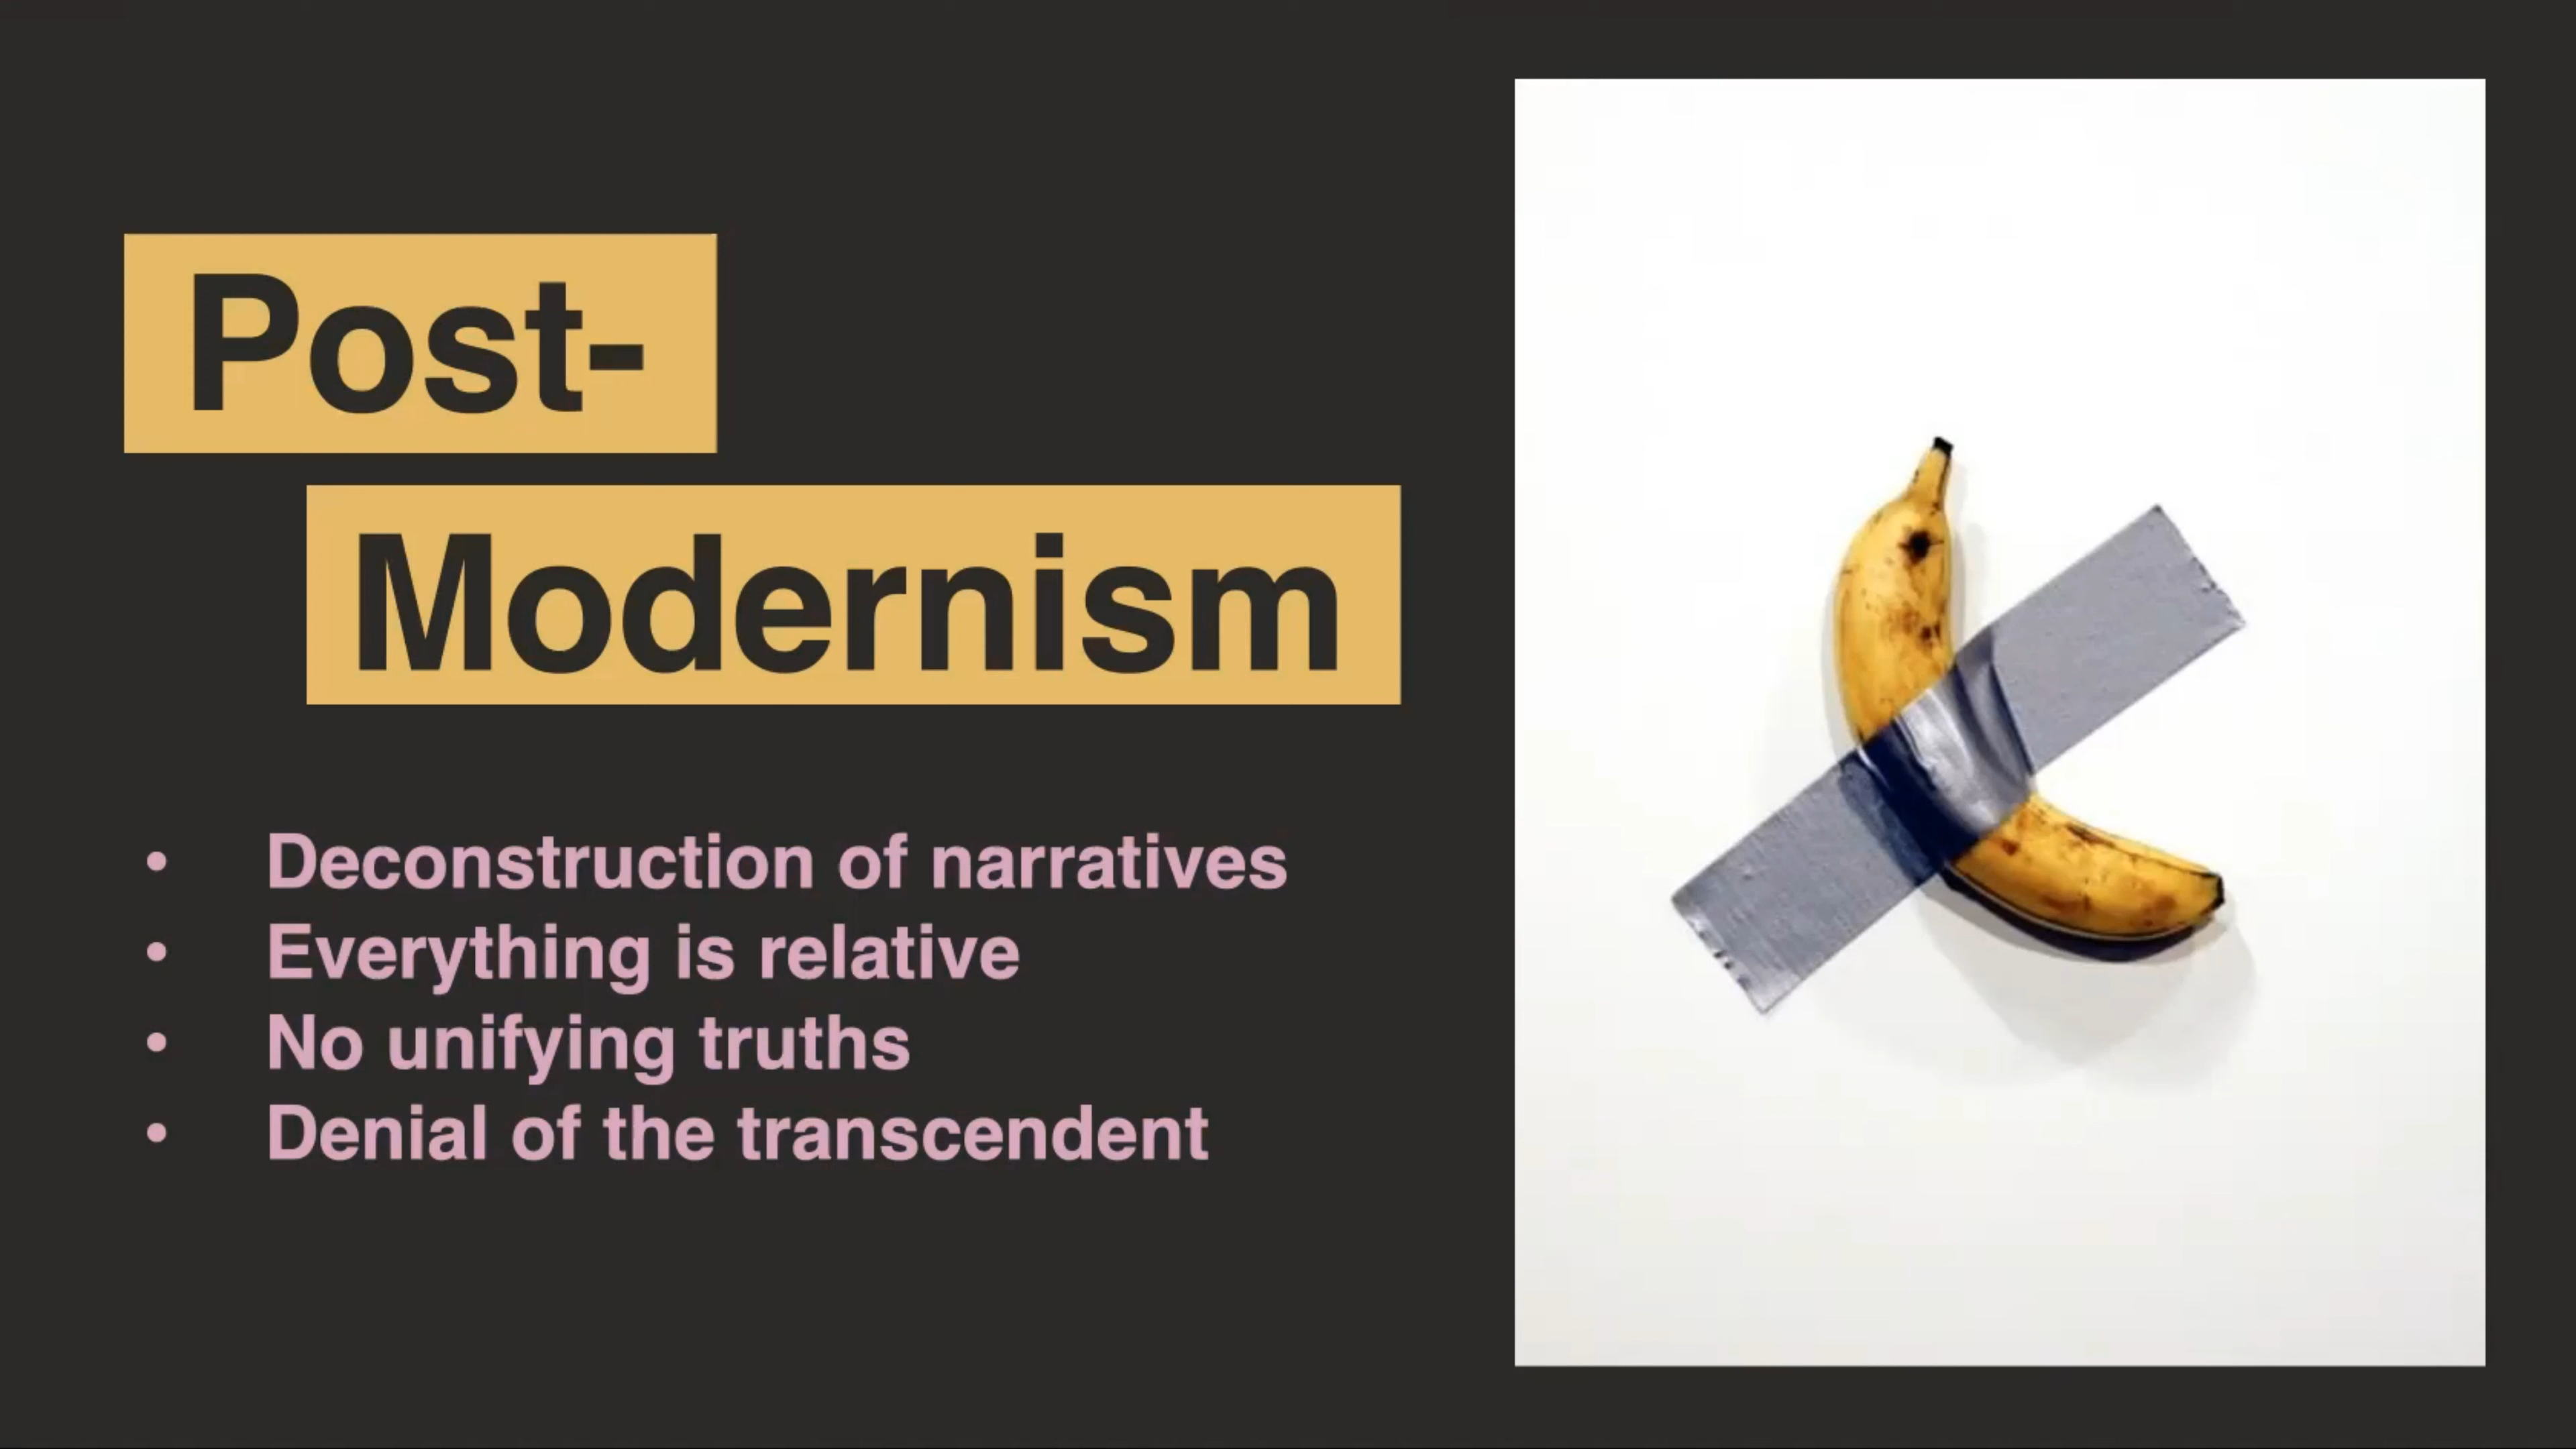 Post-
Modernism
• Deconstruction of narratives
• Everything is relative
• No unifying truths
• Denial of the transcendent